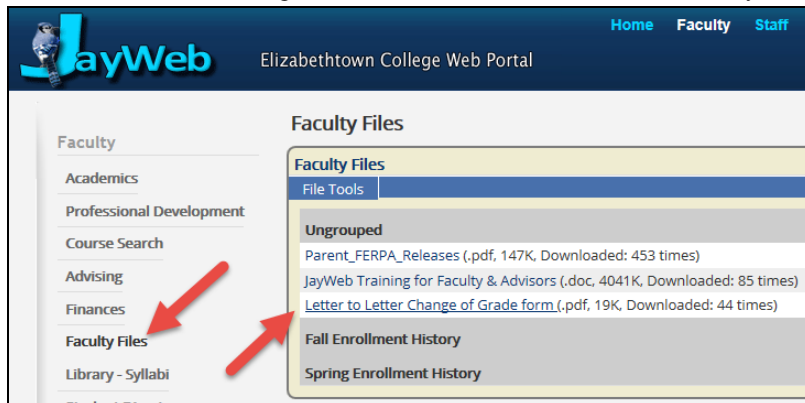 Home Faculty Staff
JayWeb Elizabethtown College Web Portal
Faculty
Academics
Professional Development
Course Search
Advising
Finances
Faculty Files
Library - Syllabi
Faculty Files
Faculty Files
File Tools
Ungrouped
Parent_FERPA_Releases (.pdf, 147K, Downloaded: 453 times)
JayWeb Training for Faculty & Advisors (.doc, 4041K, Downloaded: 85 times)
Letter to Letter Change of Grade form (.pdf, 19K, Downloaded: 44 times)
Fall Enrollment History
Spring Enrollment History